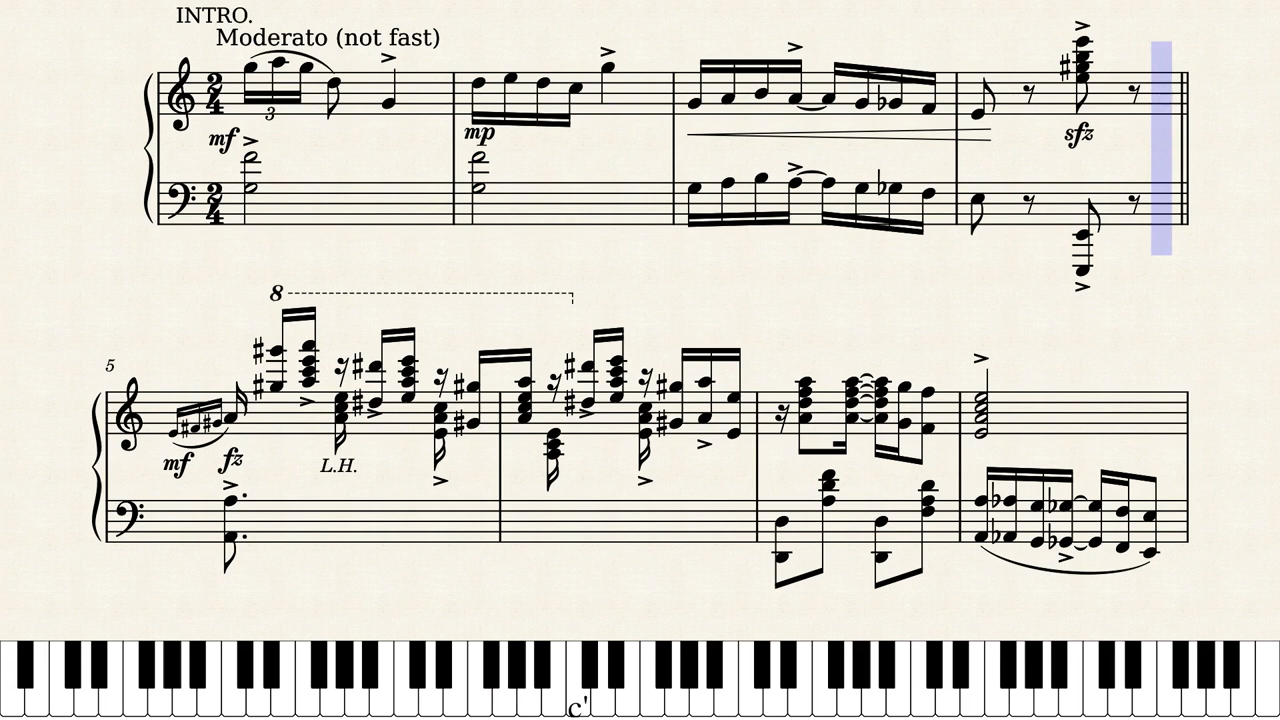 INTRO.
Moderato (not fast)
3
mf
mp
sfz
8
5
mf
fz
L.H.
c'